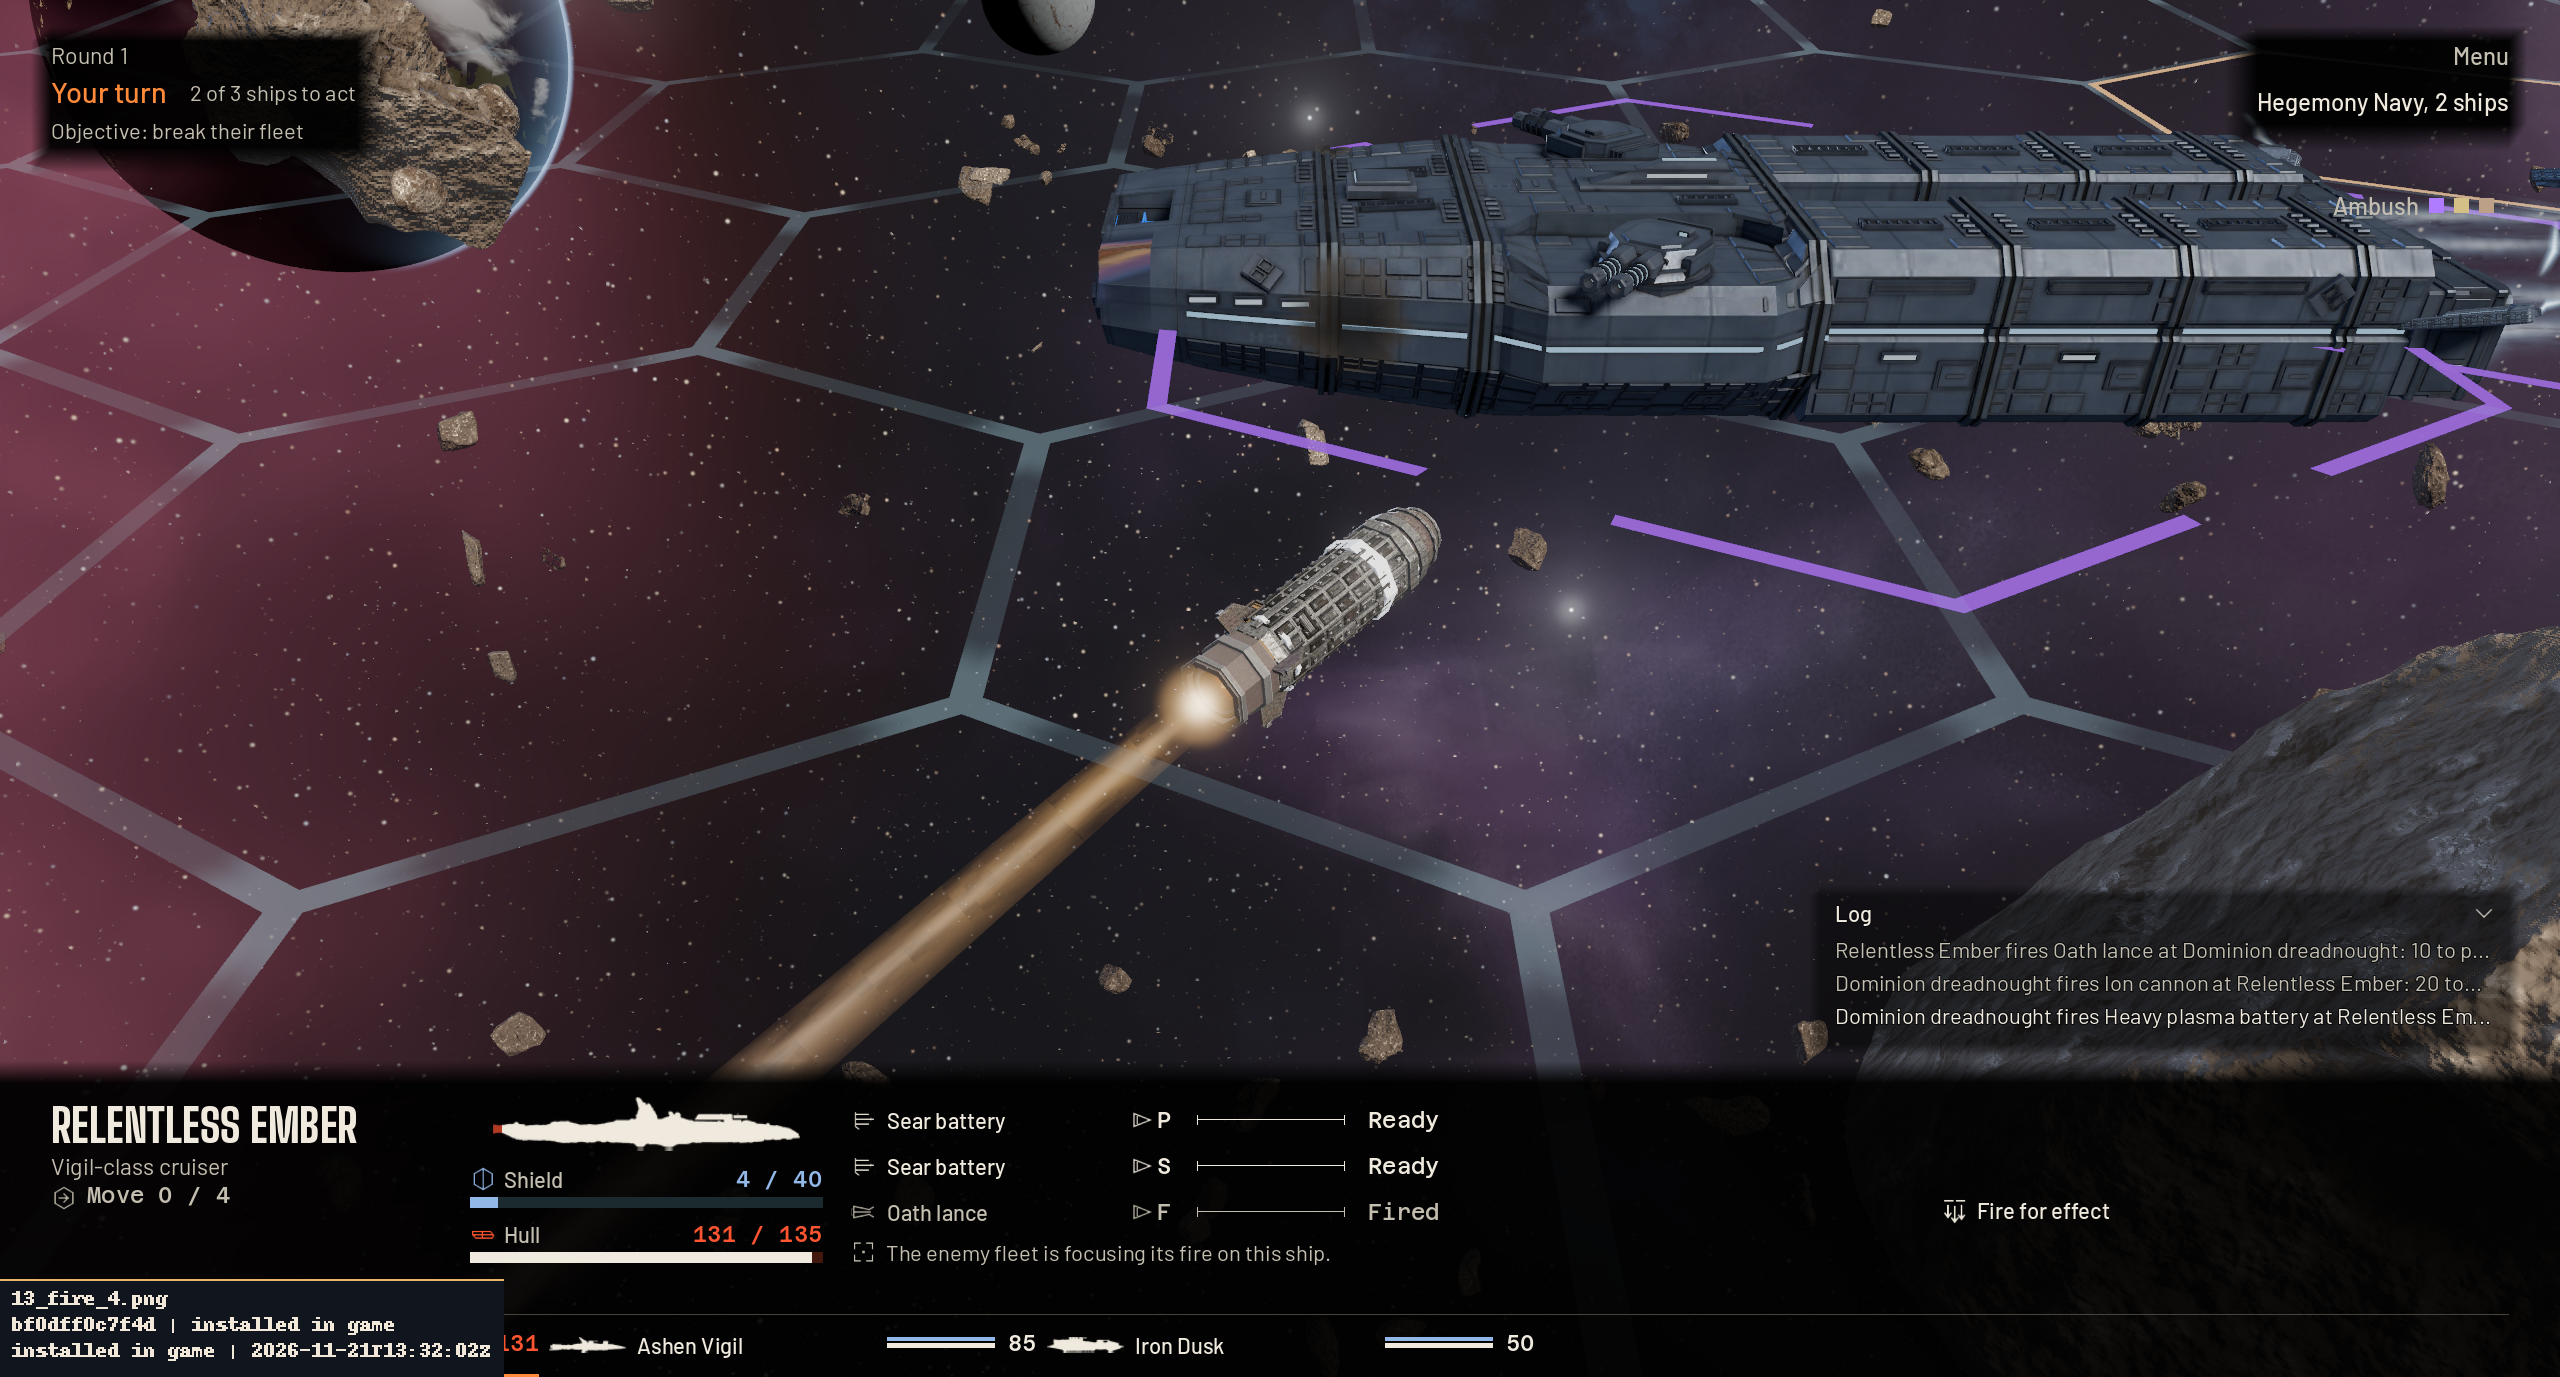 Round 1
Your turn 2 of 3 ships to act
Objective: break their fleet
Menu
Hegemony Navy, 2 ships
Ambush
Log
Relentless Ember fires Oath lance at Dominion dreadnought: 10 to p...
Dominion dreadnought fires Ion cannon at Relentless Ember: 20 to...
Dominion dreadnought fires Heavy plasma battery at Relentless Em...
RELENTLESS EMBER
Vigil-class cruiser
Move 0 / 4
Shield 4 / 40
Hull 131 / 135
Sear battery P Ready
Sear battery S Ready
Oath lance F Fired
The enemy fleet is focusing its fire on this ship.
Fire for effect
13_fire_4.png
bf0dff0c7f4d | installed in game
installed in game | 2026-11-21T13:32:02Z
131 Ashen Vigil 85 Iron Dusk 50